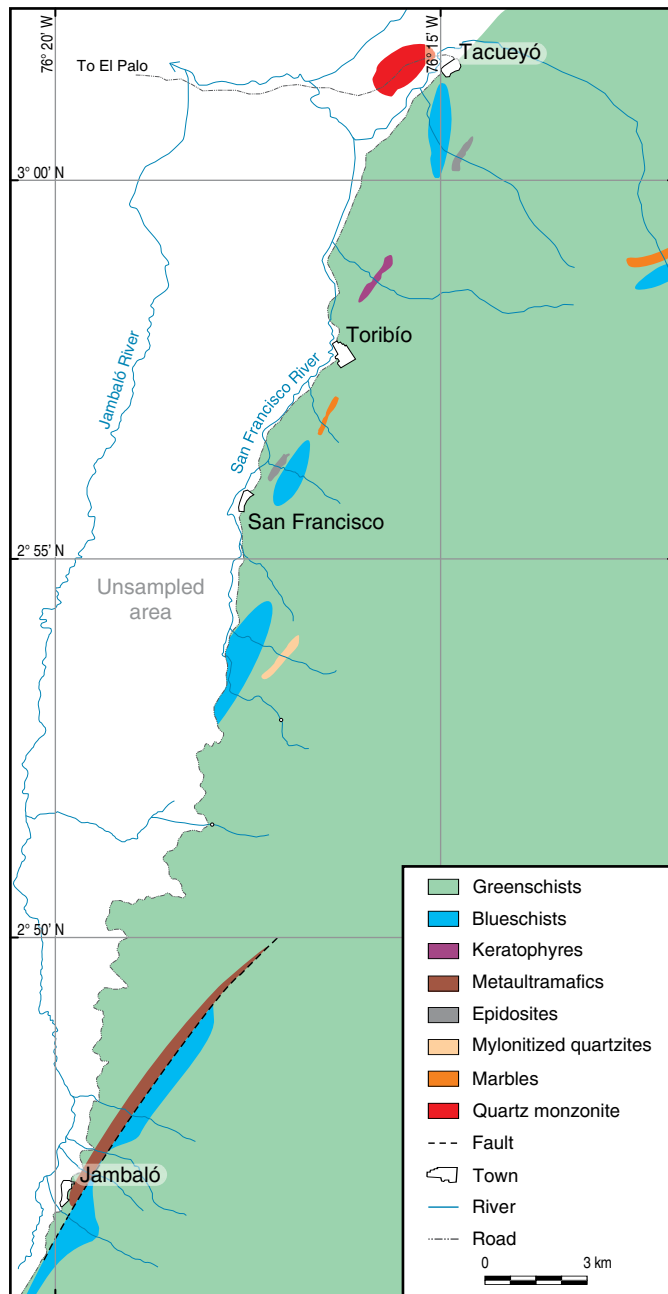 76° 20' W
76° 15' W
To El Palo
Tacueyó
3° 00' N
Jambaló River
Toribío
San Francisco River
San Francisco
2° 55' N
Unsampled
area
2° 50' N
Jambaló
Greenschists
Blueschists
Keratophyres
Metaultramafics
Epidosites
Mylonitized quartzites
Marbles
Quartz monzonite
Fault
Town
River
Road
0 3 km